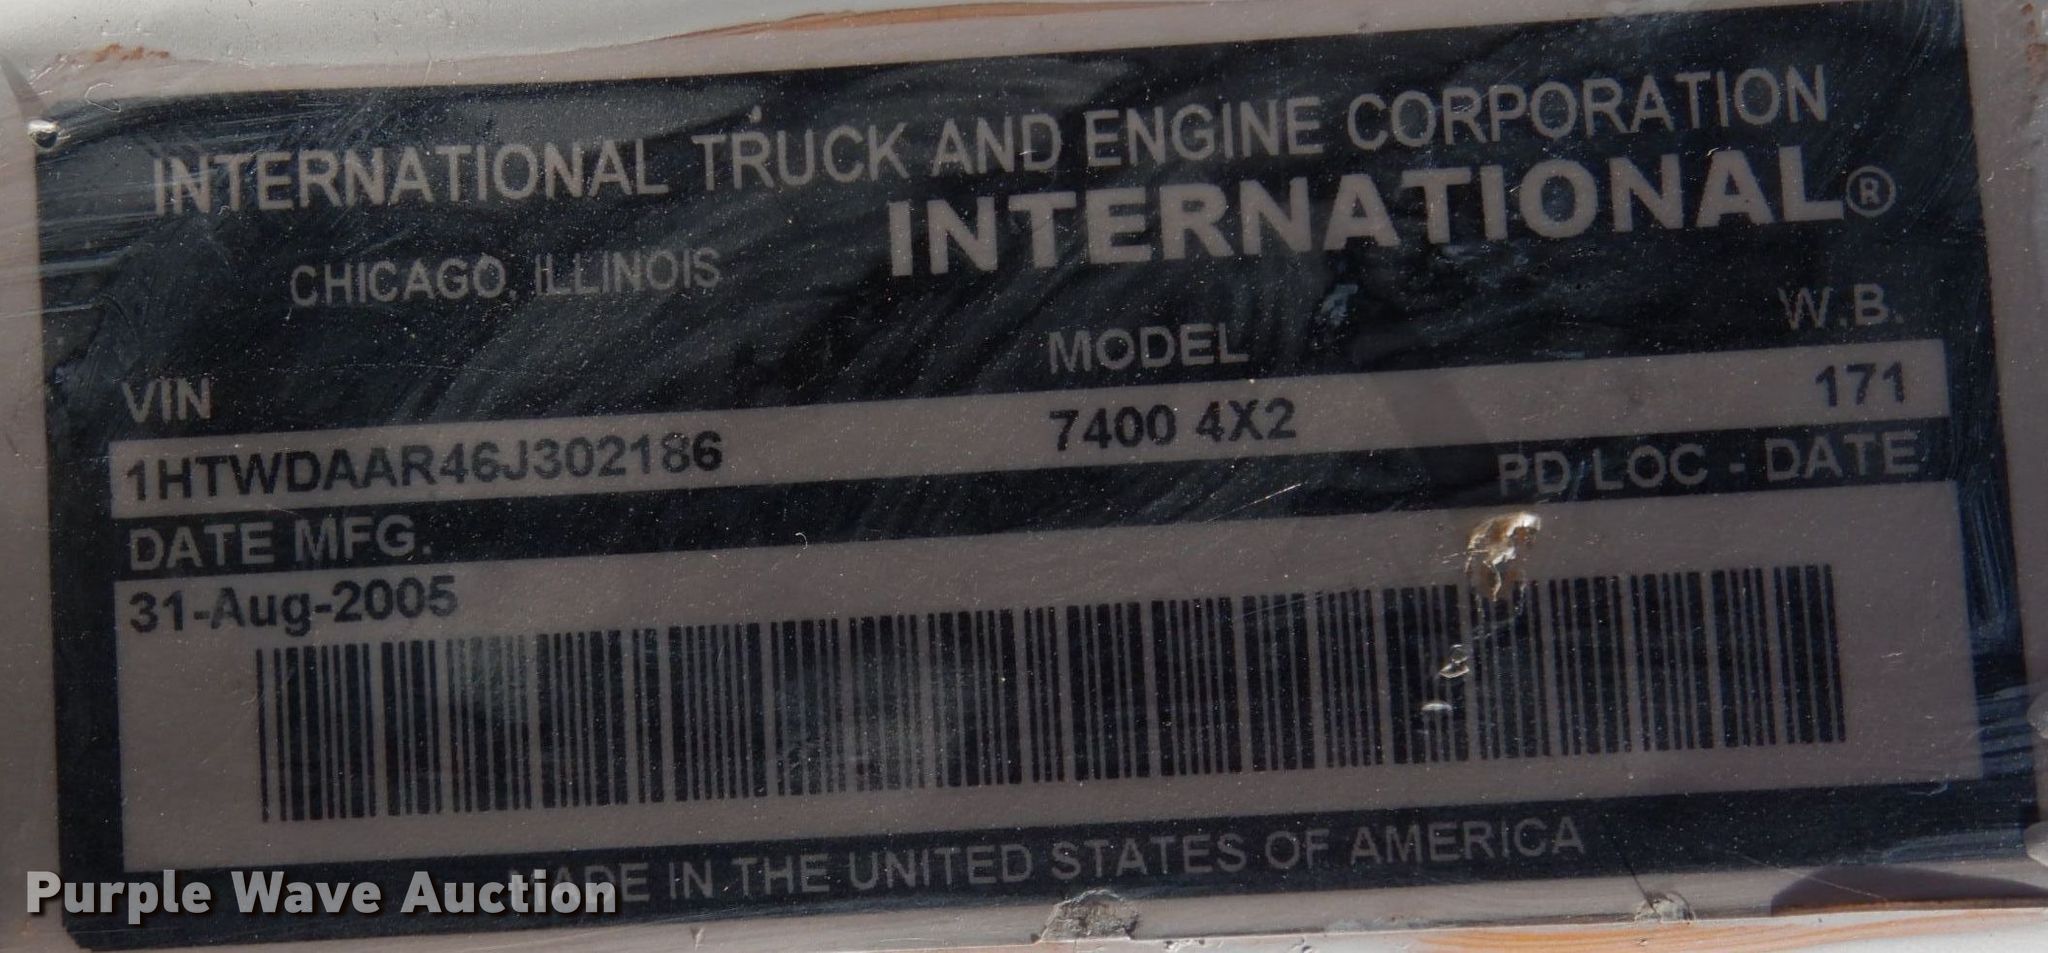 INTERNATIONAL TRUCK AND ENGINE CORPORATION
CHICAGO, ILLINOIS INTERNATIONAL®
VIN MODEL W.B.
1HTWDAAR46J302186 7400 4X2 171
DATE MFG. PD LOC - DATE
31-Aug-2005
MADE IN THE UNITED STATES OF AMERICA
Purple Wave Auction